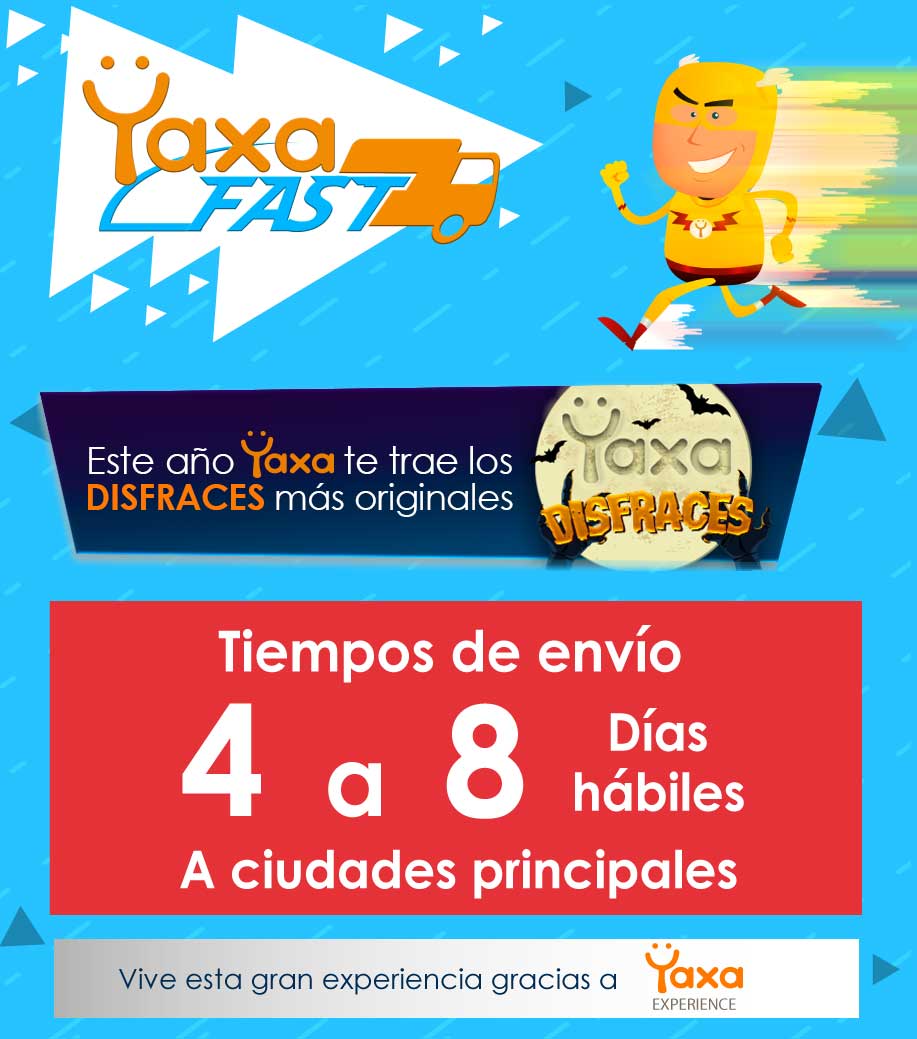 Yaxa
FAST
Este año Yaxa te trae los
DISFRACES más originales
Yaxa
DISFRACES
Tiempos de envío
4 a 8 Días hábiles
A ciudades principales
Vive esta gran experiencia gracias a Yaxa
EXPERIENCE